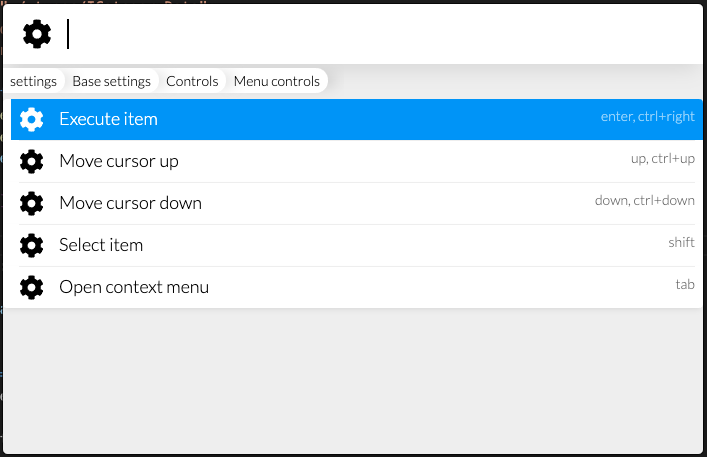 settings Base settings Controls Menu controls
Execute item enter, ctrl+right
Move cursor up up, ctrl+up
Move cursor down down, ctrl+down
Select item shift
Open context menu tab